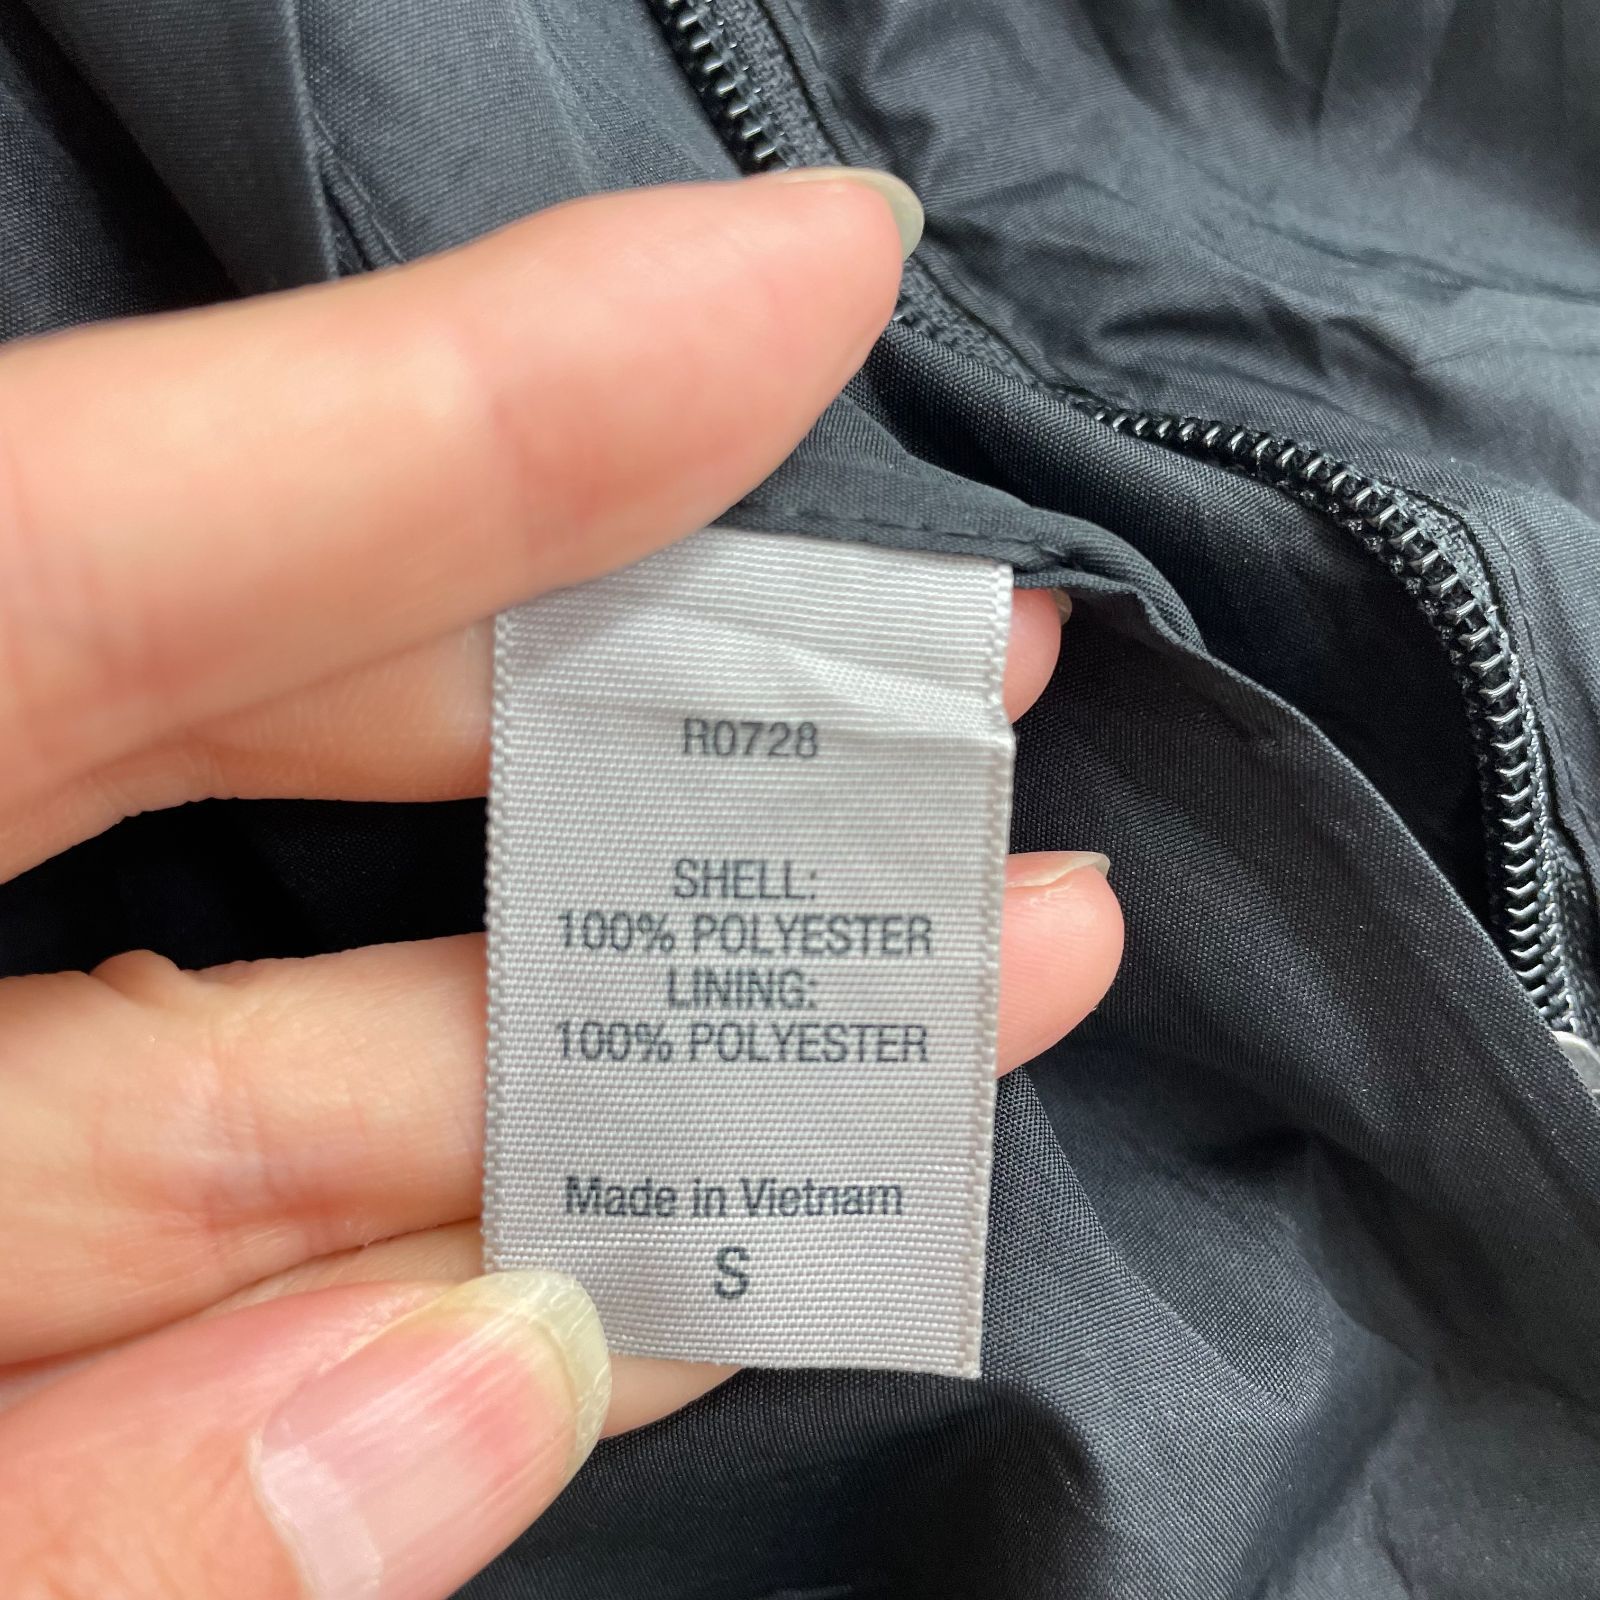 R0728
SHELL:
100% POLYESTER
LINING:
100% POLYESTER
Made in Vietnam
S